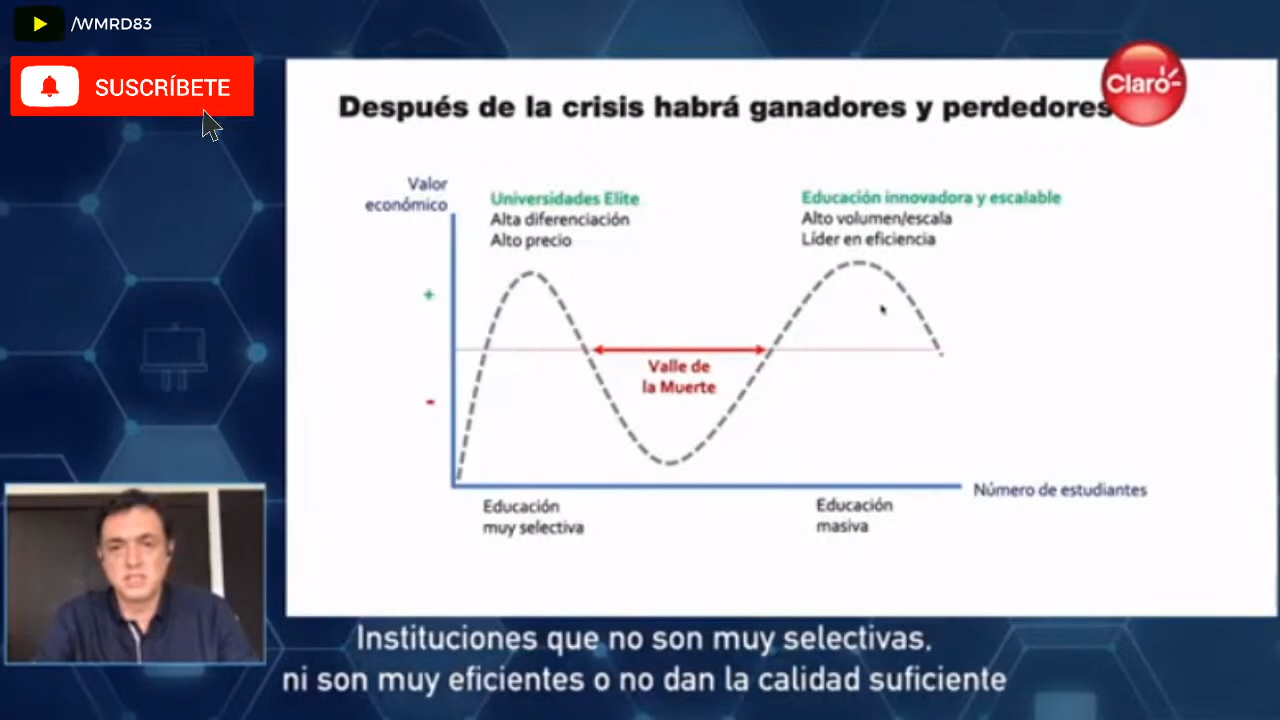 /WMRD83
SUSCRÍBETE
Claro
Después de la crisis habrá ganadores y perdedores
Valor
económico
Universidades Elite
Alta diferenciación
Alto precio
Educación innovadora y escalable
Alto volumen/escala
Líder en eficiencia
+
Valle de
la Muerte
-
Número de estudiantes
Educación
muy selectiva
Educación
masiva
Instituciones que no son muy selectivas,
ni son muy eficientes o no dan la calidad suficiente